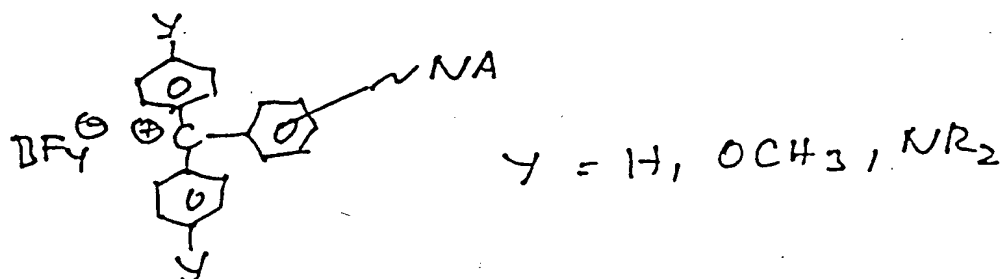 Y
NA
BF4 ⊖ ⊕ C
Y = H, OCH3, NR2
Y